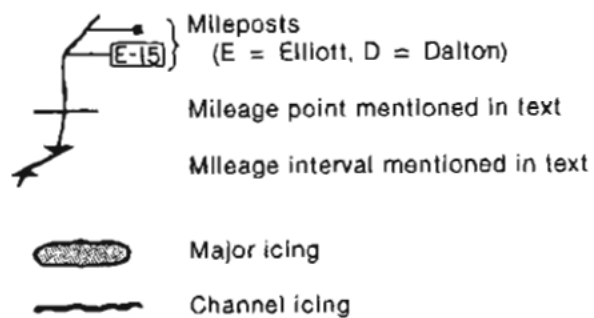 Mileposts
E-15
(E = Elliott, D = Dalton)
Mileage point mentioned in text
Mileage interval mentioned in text
Major icing
Channel icing